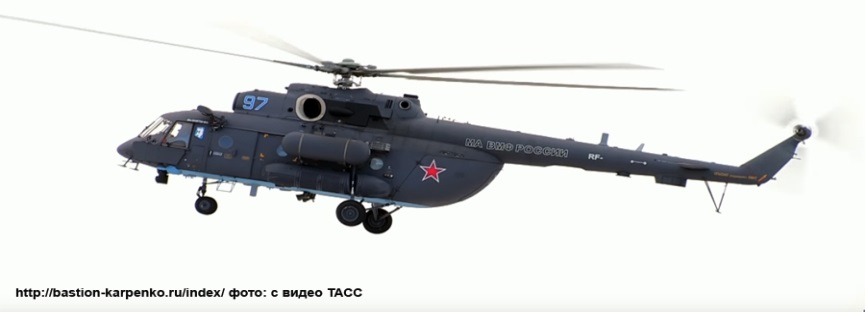 97
МА ВМФ РОССИИ
RF-
http://bastion-karpenko.ru/index/ фото: с видео ТАСС